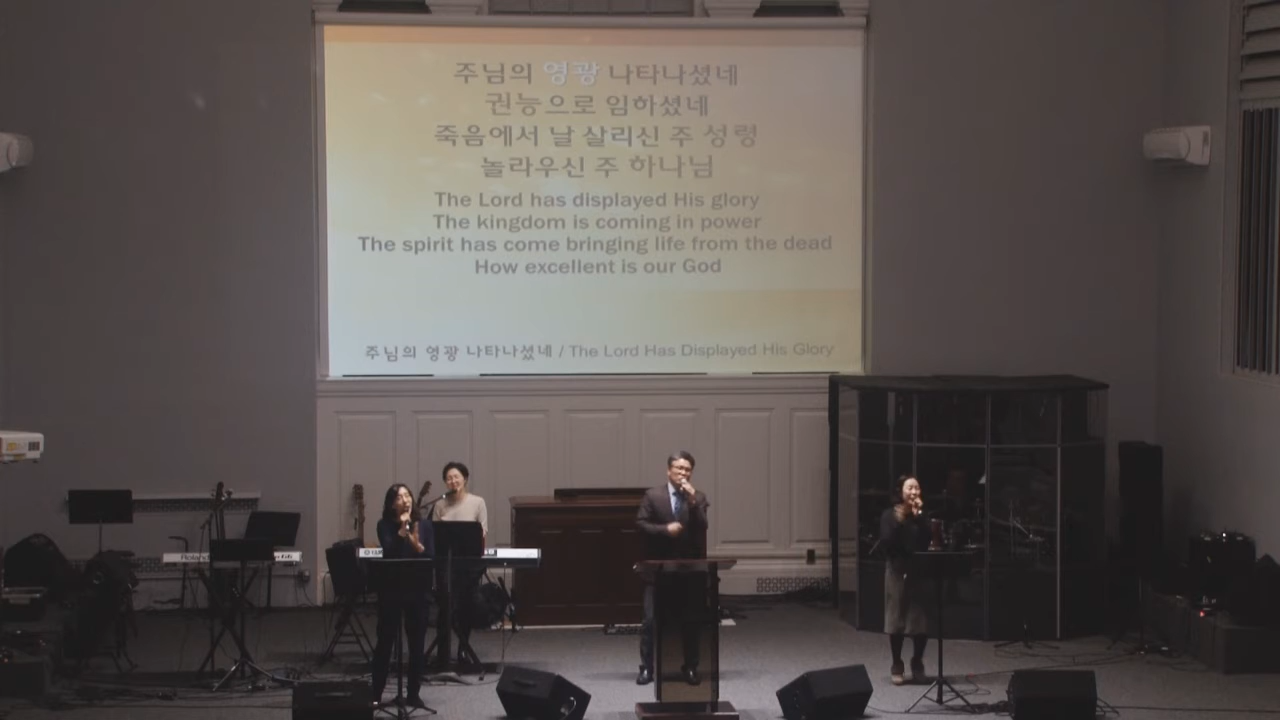 주님의 영광 나타나셨네
권능으로 임하셨네
죽음에서 날 살리신 주 성령
놀라우신 주 하나님
The Lord has displayed His glory
The kingdom is coming in power
The spirit has come bringing life from the dead
How excellent is our God
주님의 영광 나타나셨네 / The Lord Has Displayed His Glory
Roland